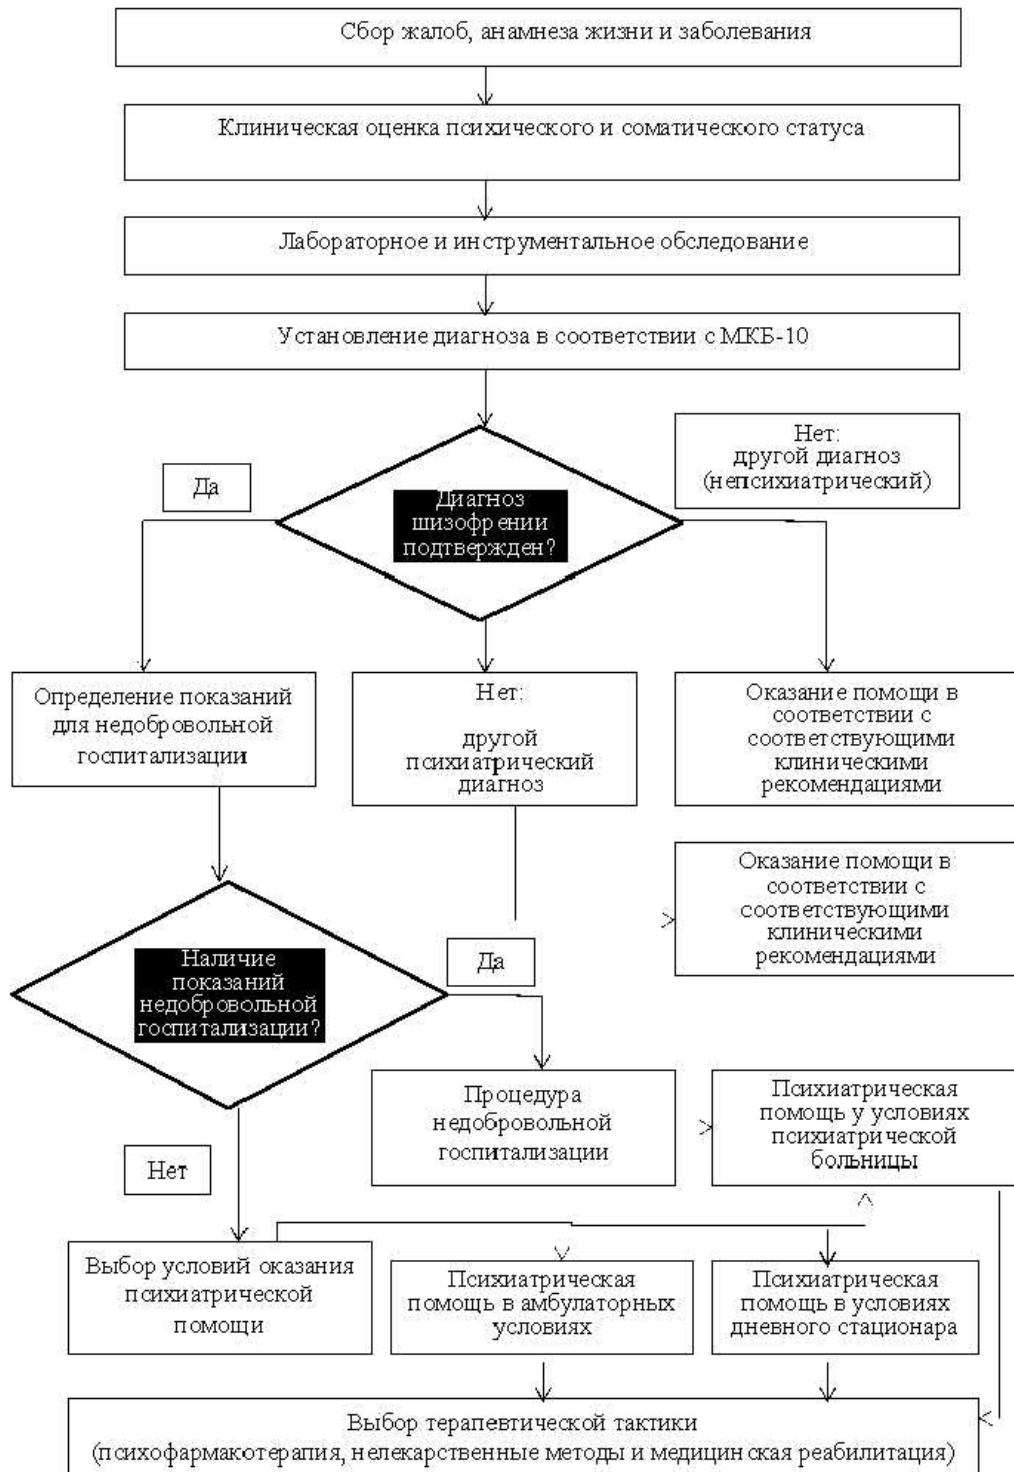 Сбор жалоб, анамнеза жизни и заболевания
Клиническая оценка психического и соматического статуса
Лабораторное и инструментальное обследование
Установление диагноза в соответствии с МКБ-10
Нет:
другой диагноз
(непсихиатрический)
Да
Диагноз
шизофрении
подтвержден?
Определение показаний
для недобровольной
госпитализации
Нет:
другой
психиатрический
диагноз
Оказание помощи в
соответствии с
соответствующими
клиническими
рекомендациями
Оказание помощи в
соответствии с
соответствующими
клиническими
рекомендациями
Наличие
показаний
недобровольной
госпитализации?
Да
Процедура
недобровольной
госпитализации
Психиатрическая
помощь у условиях
психиатрической
больницы
Нет
Выбор условий оказания
психиатрической
помощи
Психиатрическая
помощь в амбулаторных
условиях
Психиатрическая
помощь в условиях
дневного стационара
Выбор терапевтической тактики
(психофармакотерапия, нелекарственные методы и медицинская реабилитация)